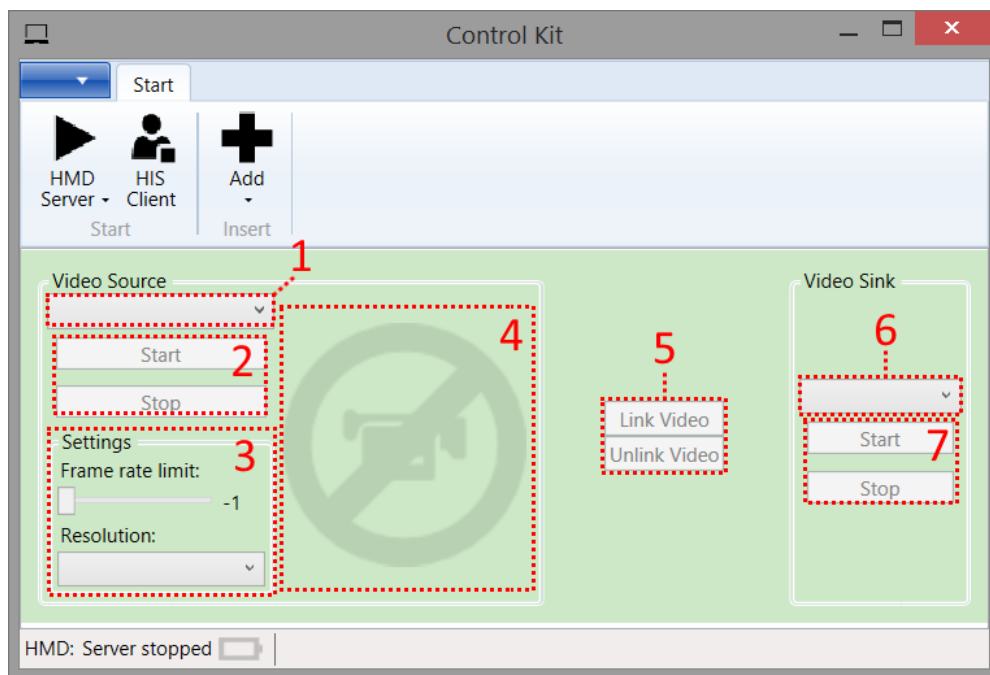 Control Kit
Start
HMD Server
HIS Client
Add
Start
Insert
1
Video Source
Video Sink
4
6
Start
2
5
Stop
Link Video
Start
7
Settings
3
Unlink Video
Frame rate limit:
-1
Stop
Resolution:
HMD: Server stopped